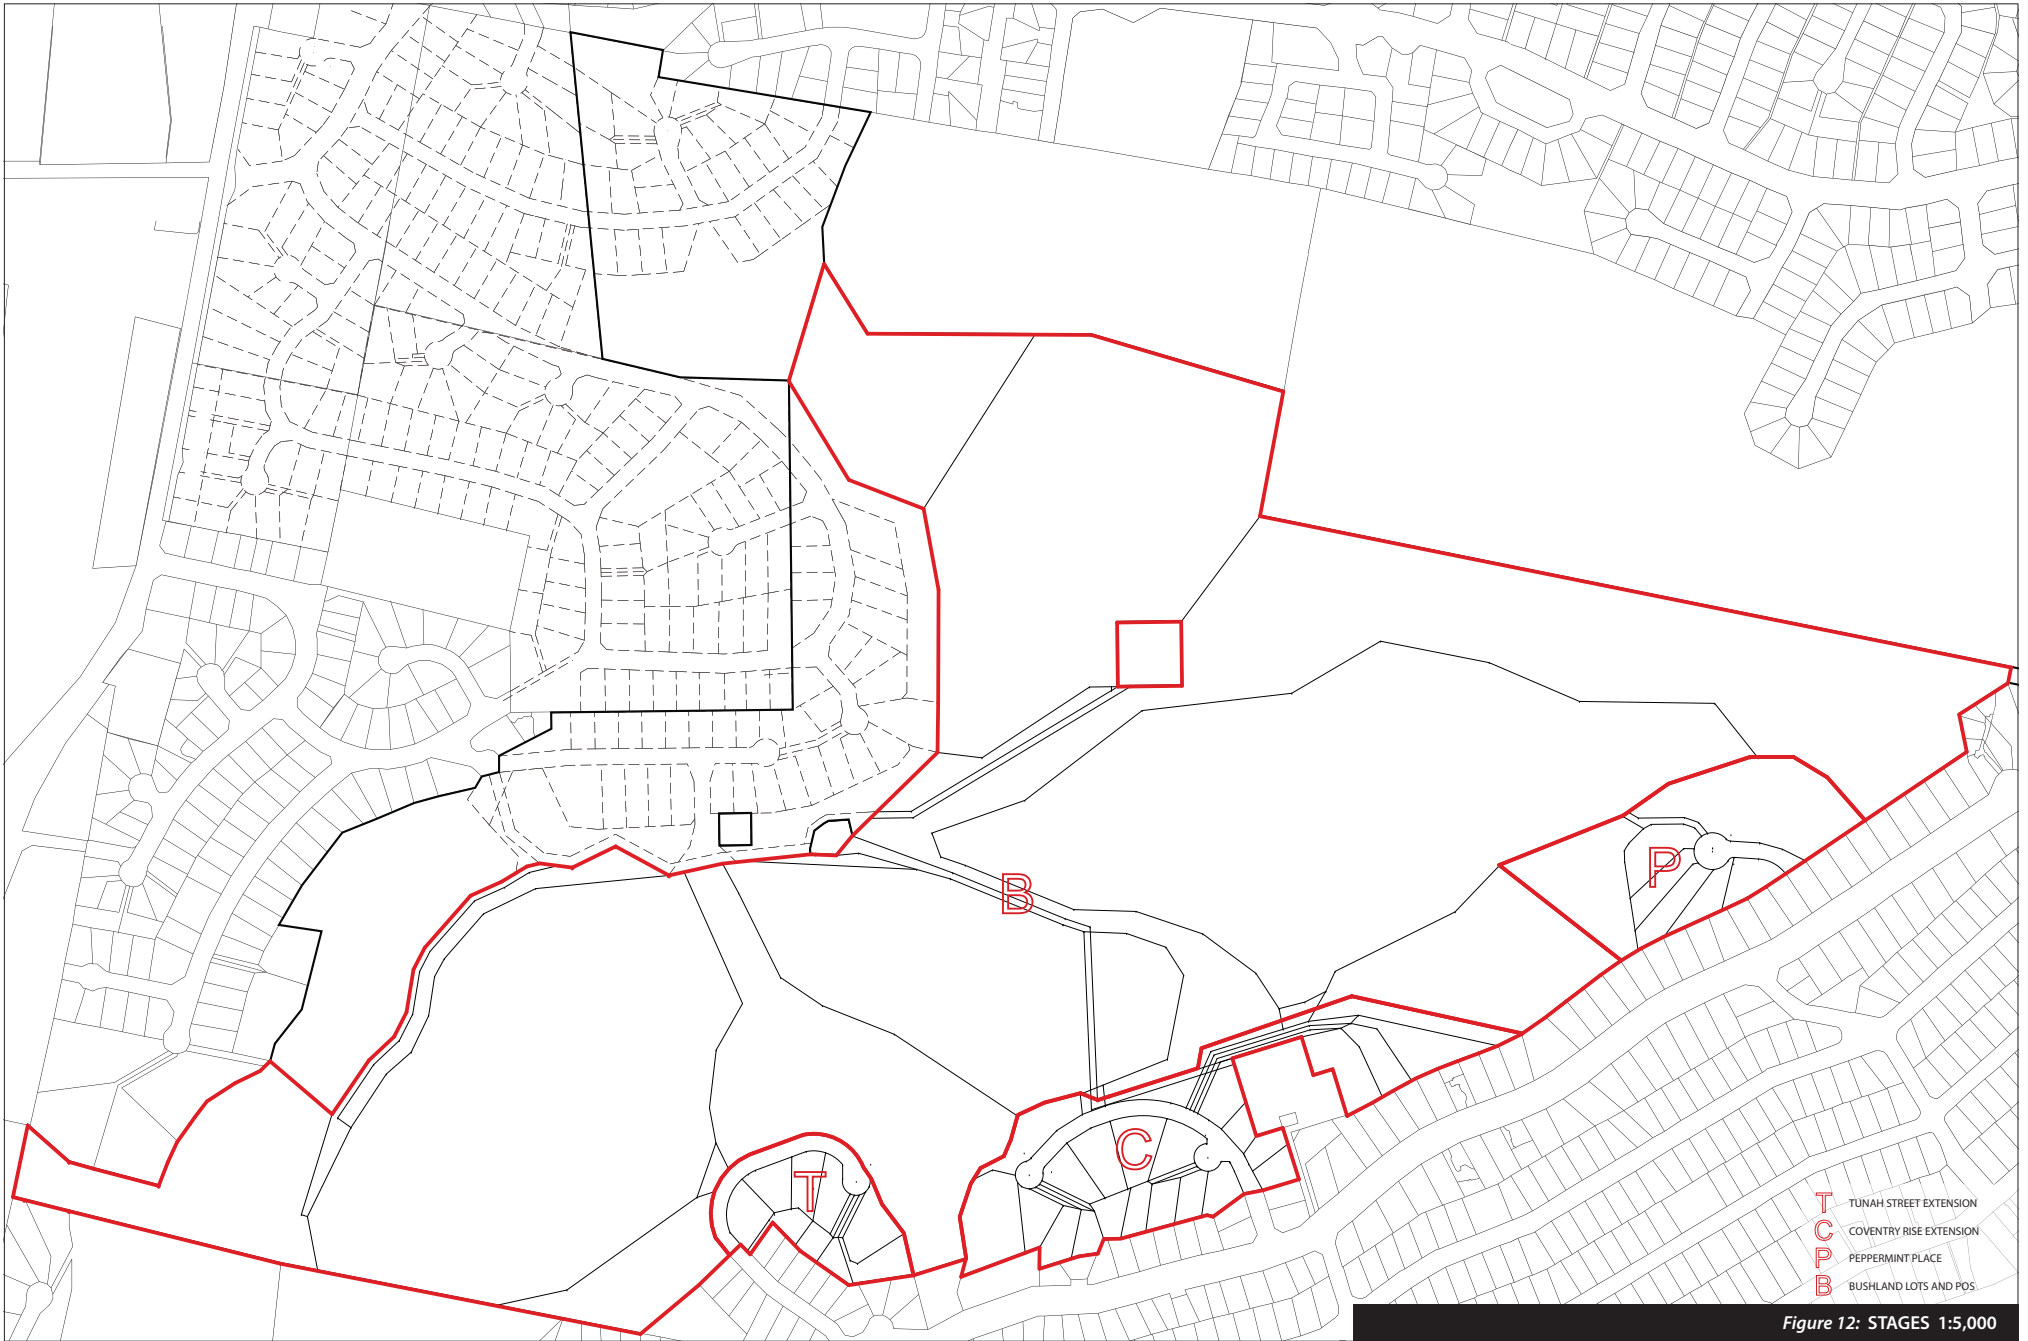 B
P
C
T
T TUNAH STREET EXTENSION
C COVENTRY RISE EXTENSION
P PEPPERMINT PLACE
B BUSHLAND LOTS AND POS
Figure 12: STAGES 1:5,000